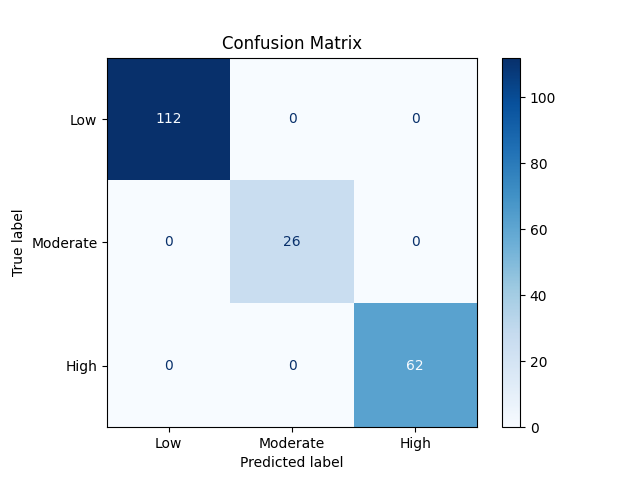 Confusion Matrix
True label
Low
112 0 0
Moderate
0 26 0
High
0 0 62
Low Moderate High
Predicted label
100
80
60
40
20
0